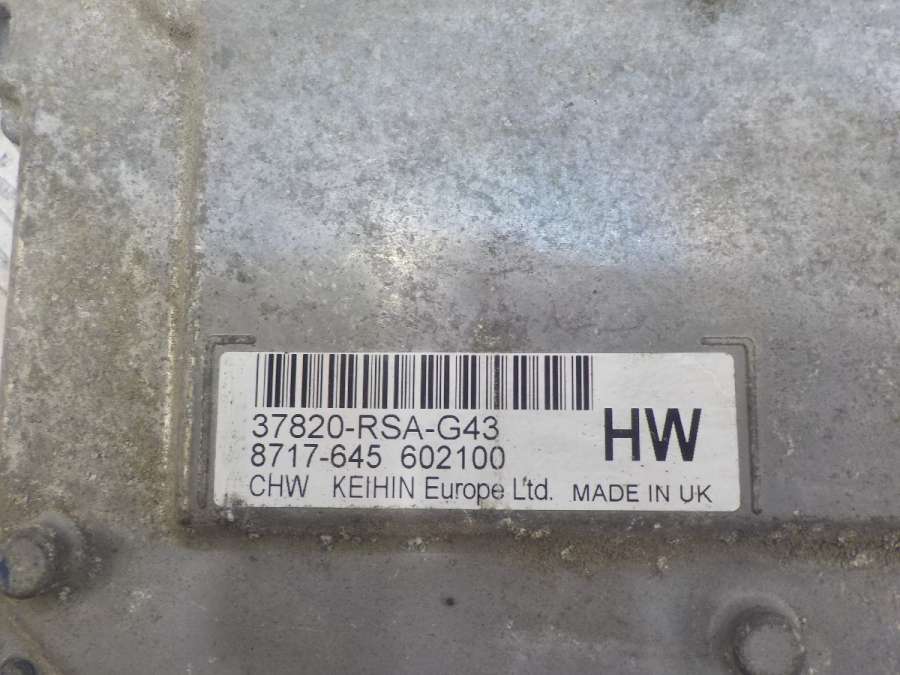 37820-RSA-G43
8717-645 602100
HW
CHW KEIHIN Europe Ltd. MADE IN UK